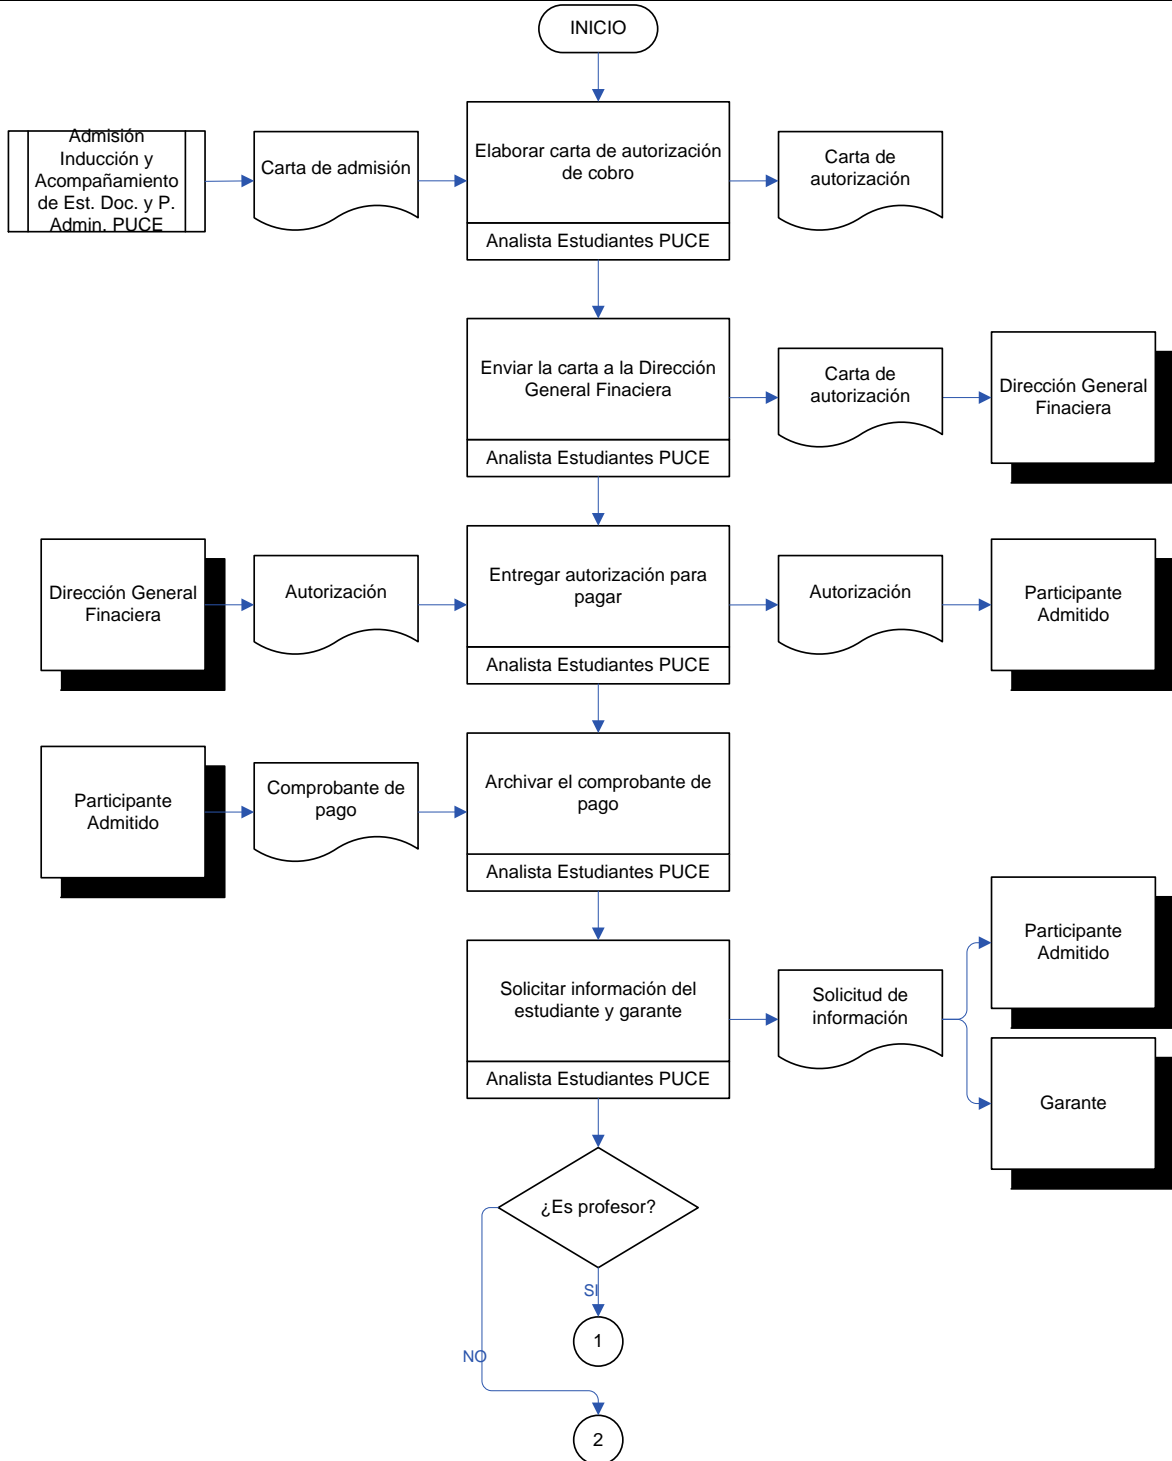 INICIO
Admisión
Inducción y
Acompañamiento
de Est. Doc. y P.
Admin. PUCE
Carta de admisión
Elaborar carta de autorización
de cobro
Analista Estudiantes PUCE
Carta de
autorización
Enviar la carta a la Dirección
General Finaciera
Analista Estudiantes PUCE
Carta de
autorización
Dirección General
Finaciera
Dirección General
Finaciera
Autorización
Entregar autorización para
pagar
Analista Estudiantes PUCE
Autorización
Participante
Admitido
Participante
Admitido
Comprobante de
pago
Archivar el comprobante de
pago
Analista Estudiantes PUCE
Solicitar información del
estudiante y garante
Analista Estudiantes PUCE
Solicitud de
información
Participante
Admitido
Garante
¿Es profesor?
SI
1
NO
2